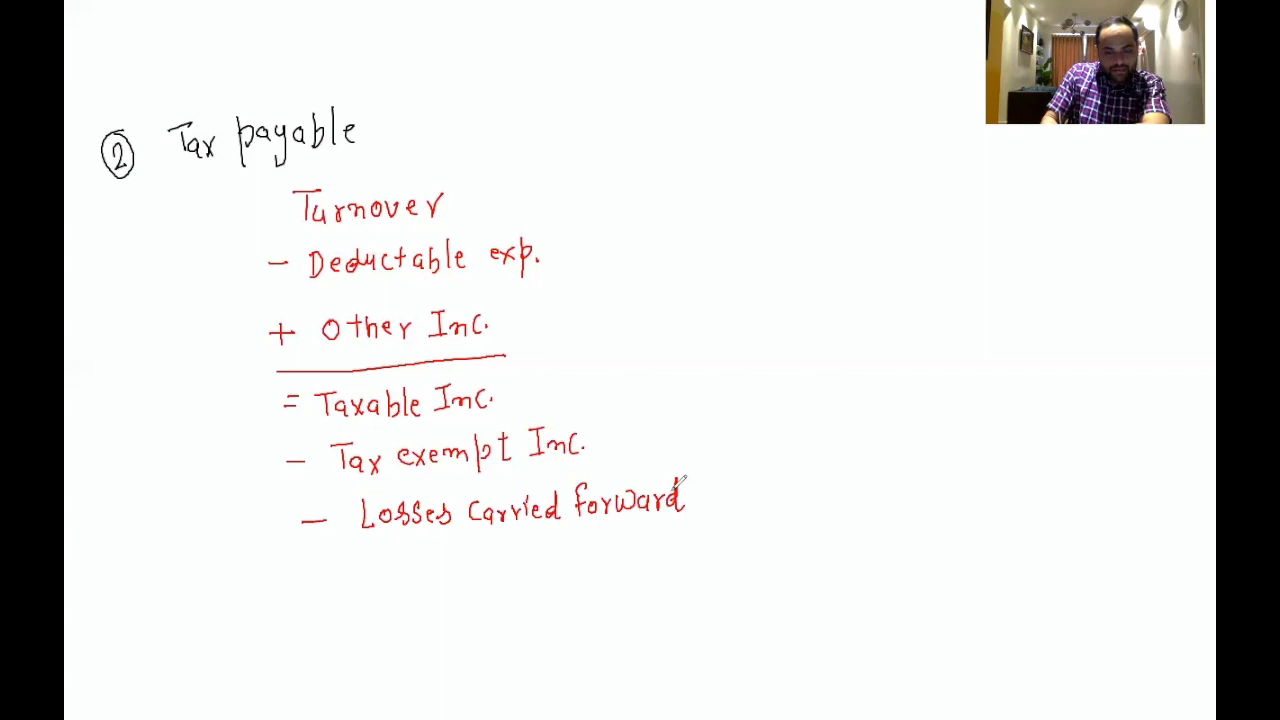 ② Tax payable
Turnover
- Deductable exp.
+ Other Inc.
= Taxable Inc.
- Tax exempt Inc.
- Losses carried forward